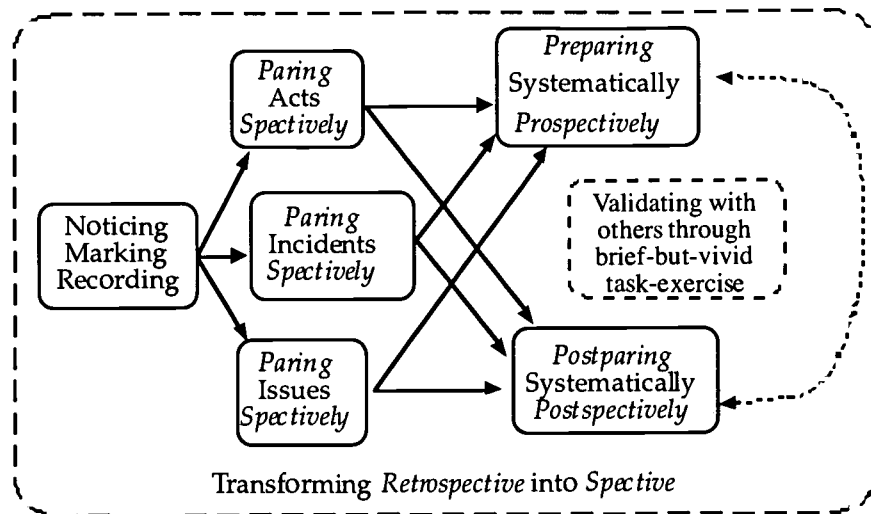 Noticing
Marking
Recording
Paring
Acts
Spectively
Paring
Incidents
Spectively
Paring
Issues
Spectively
Preparing
Systematically
Prospectively
Validating with
others through
brief-but-vivid
task-exercise
Postparing
Systematically
Postspectively
Transforming Retrospective into Spective